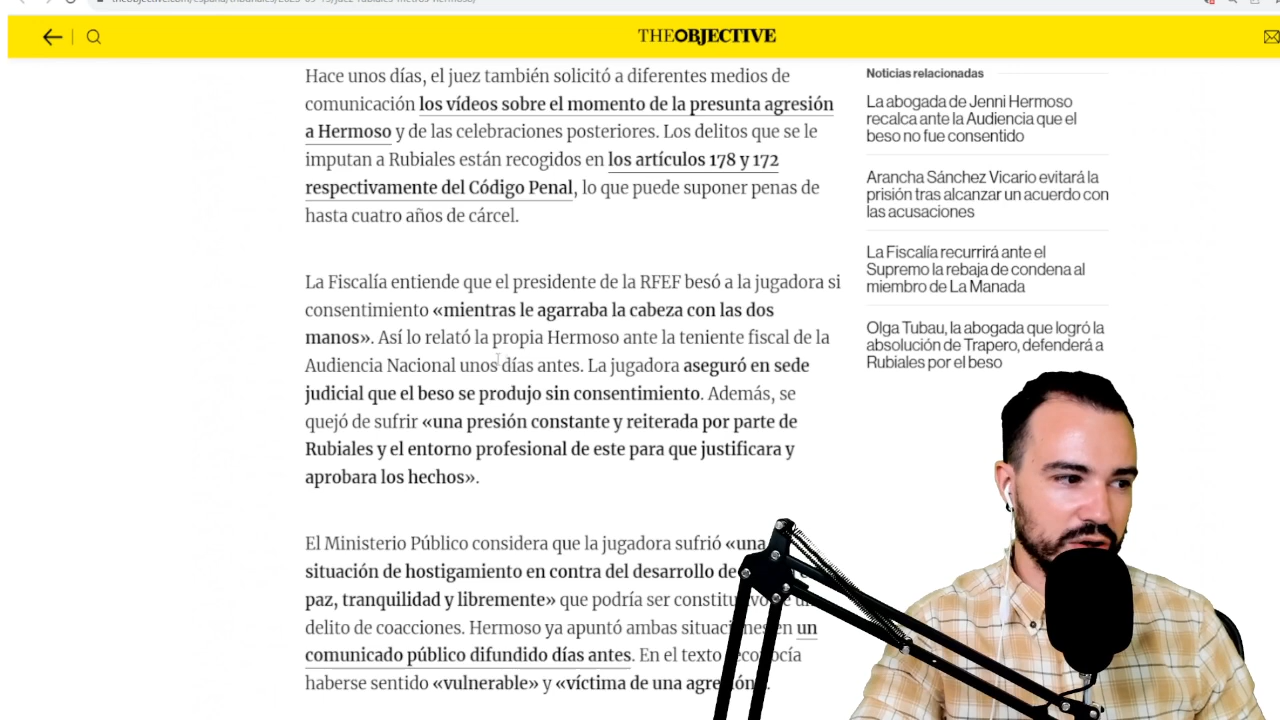 THEOBJECTIVE
Hace unos días, el juez también solicitó a diferentes medios de
comunicación los vídeos sobre el momento de la presunta agresión
a Hermoso y de las celebraciones posteriores. Los delitos que se le
imputan a Rubiales están recogidos en los artículos 178 y 172
respectivamente del Código Penal, lo que puede suponer penas de
hasta cuatro años de cárcel.
La Fiscalía entiende que el presidente de la RFEF besó a la jugadora si
consentimiento «mientras le agarraba la cabeza con las dos
manos». Así lo relató la propia Hermoso ante la teniente fiscal de la
Audiencia Nacional unos días antes. La jugadora aseguró en sede
judicial que el beso se produjo sin consentimiento. Además, se
quejó de sufrir «una presión constante y reiterada por parte de
Rubiales y el entorno profesional de este para que justificara y
aprobara los hechos».
El Ministerio Público considera que la jugadora sufrió «una
situación de hostigamiento en contra del desarrollo de
paz, tranquilidad y libremente» que podría ser
delito de coacciones. Hermoso ya apuntó ambas en un
comunicado público difundido días antes. En el texto
haberse sentido «vulnerable» y «víctima de una
Noticias relacionadas
La abogada de Jenni Hermoso
recalca ante la Audiencia que el
beso no fue consentido
Arancha Sánchez Vicario evitará la
prisión tras alcanzar un acuerdo con
las acusaciones
La Fiscalía recurrirá ante el
Supremo la rebaja de condena al
miembro de La Manada
Olga Tubau, la abogada que logró la
absolución de Trapero, defenderá a
Rubiales por el beso